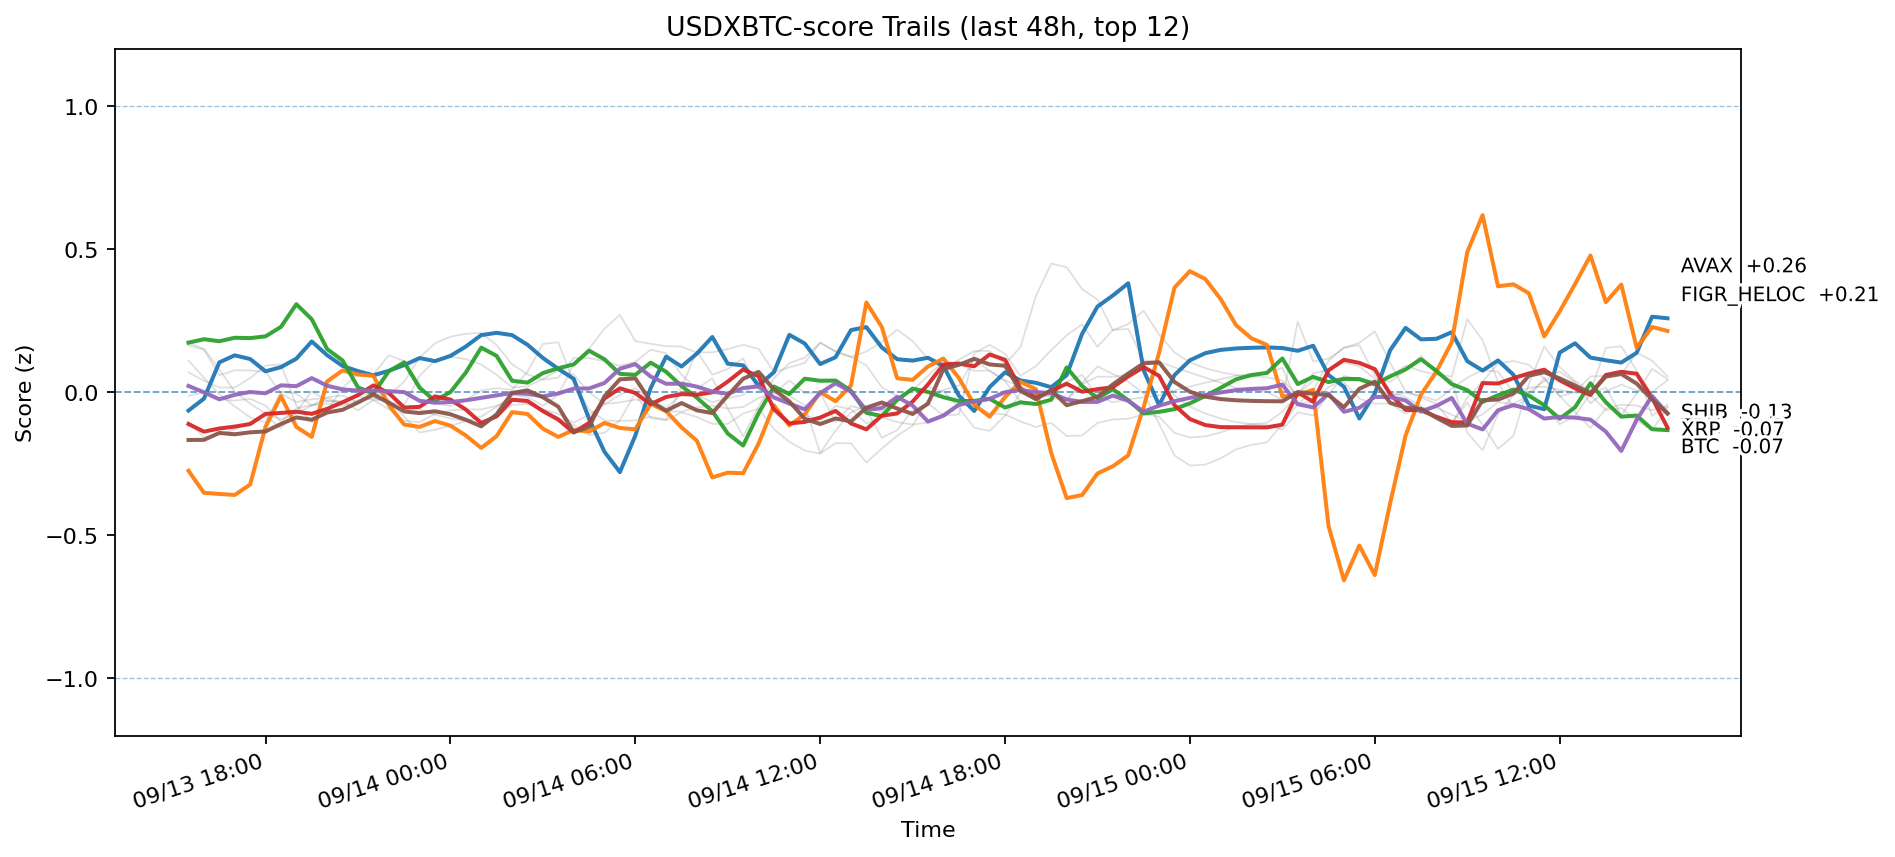 USDXBTC-score Trails (last 48h, top 12)
Score (z)
1.0
0.5
0.0
−0.5
−1.0
AVAX +0.26
FIGR_HELOC +0.21
SHIB -0.13
XRP -0.07
BTC -0.07
09/13 18:00
09/14 00:00
09/14 06:00
09/14 12:00
09/14 18:00
09/15 00:00
09/15 06:00
09/15 12:00
Time